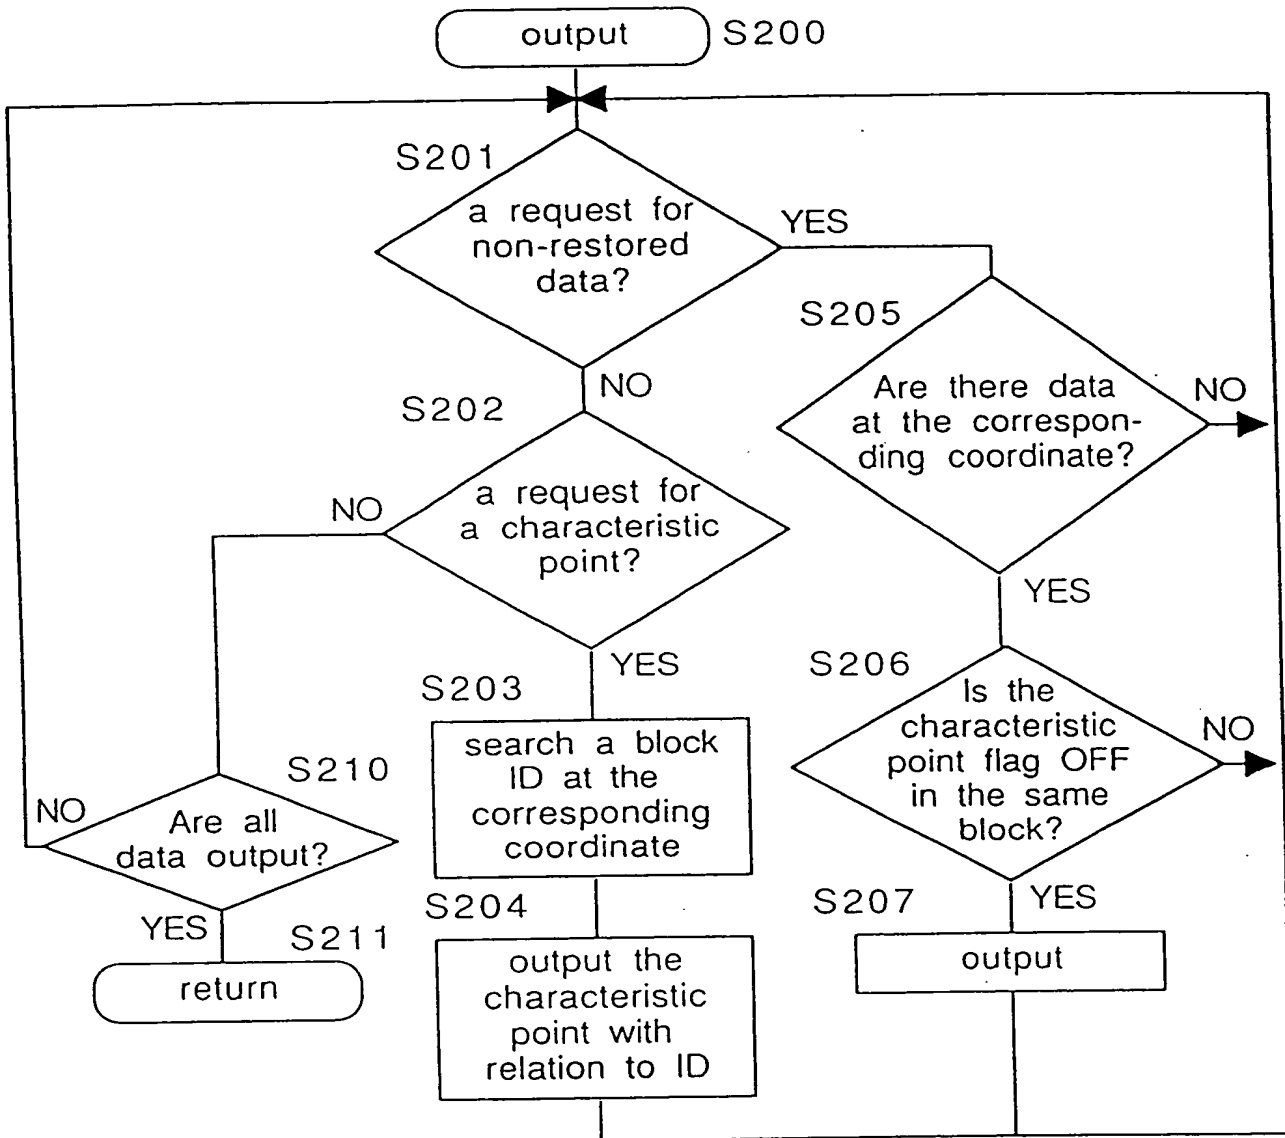 output
S200
S201
a request for
non-restored
data?
YES
NO
S205
Are there data
at the correspon-
ding coordinate?
NO
YES
S202
a request for
a characteristic
point?
NO
YES
S203
search a block
ID at the
corresponding
coordinate
S206
Is the
characteristic
point flag OFF
in the same
block?
NO
YES
S210
Are all
data output?
NO
YES
S211
return
S204
output the
characteristic
point with
relation to ID
S207
output